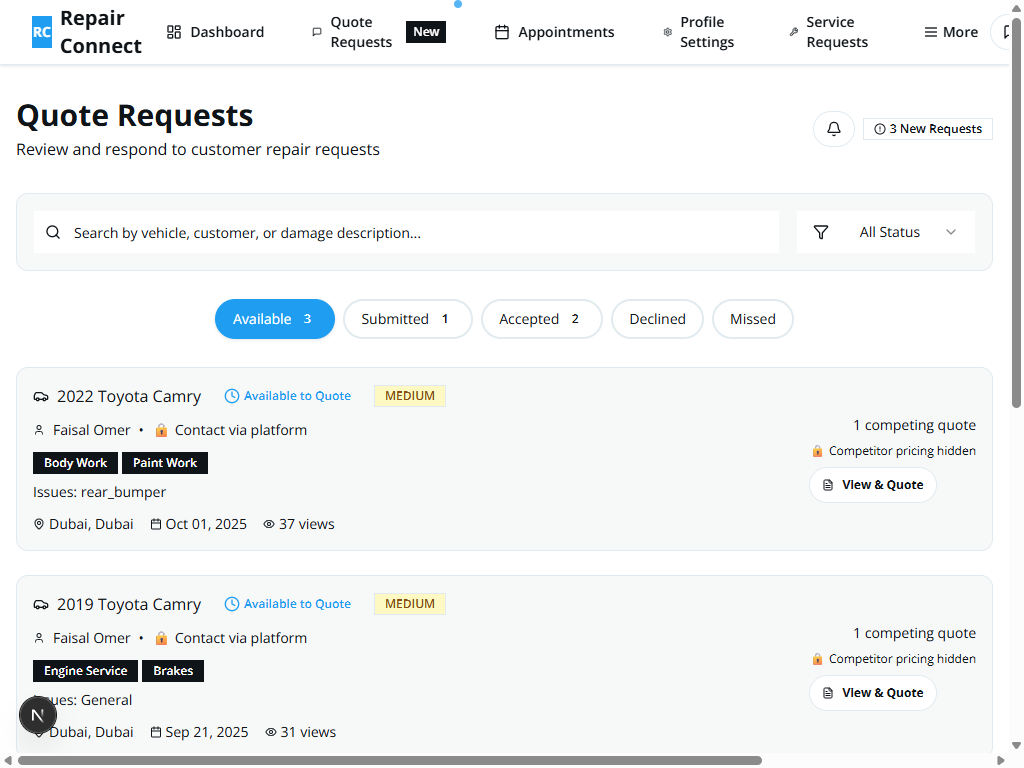 RC
Repair Connect
Dashboard
Quote Requests
New
Appointments
Profile Settings
Service Requests
More
Quote Requests
Review and respond to customer repair requests
3 New Requests
Search by vehicle, customer, or damage description...
All Status
Available 3
Submitted 1
Accepted 2
Declined
Missed
2022 Toyota Camry
Available to Quote
MEDIUM
Faisal Omer • 🔒 Contact via platform
Body Work
Paint Work
Issues: rear_bumper
Dubai, Dubai
Oct 01, 2025
37 views
1 competing quote
🔒 Competitor pricing hidden
View & Quote
2019 Toyota Camry
Available to Quote
MEDIUM
Faisal Omer • 🔒 Contact via platform
Engine Service
Brakes
ues: General
Dubai, Dubai
Sep 21, 2025
31 views
1 competing quote
🔒 Competitor pricing hidden
View & Quote
N